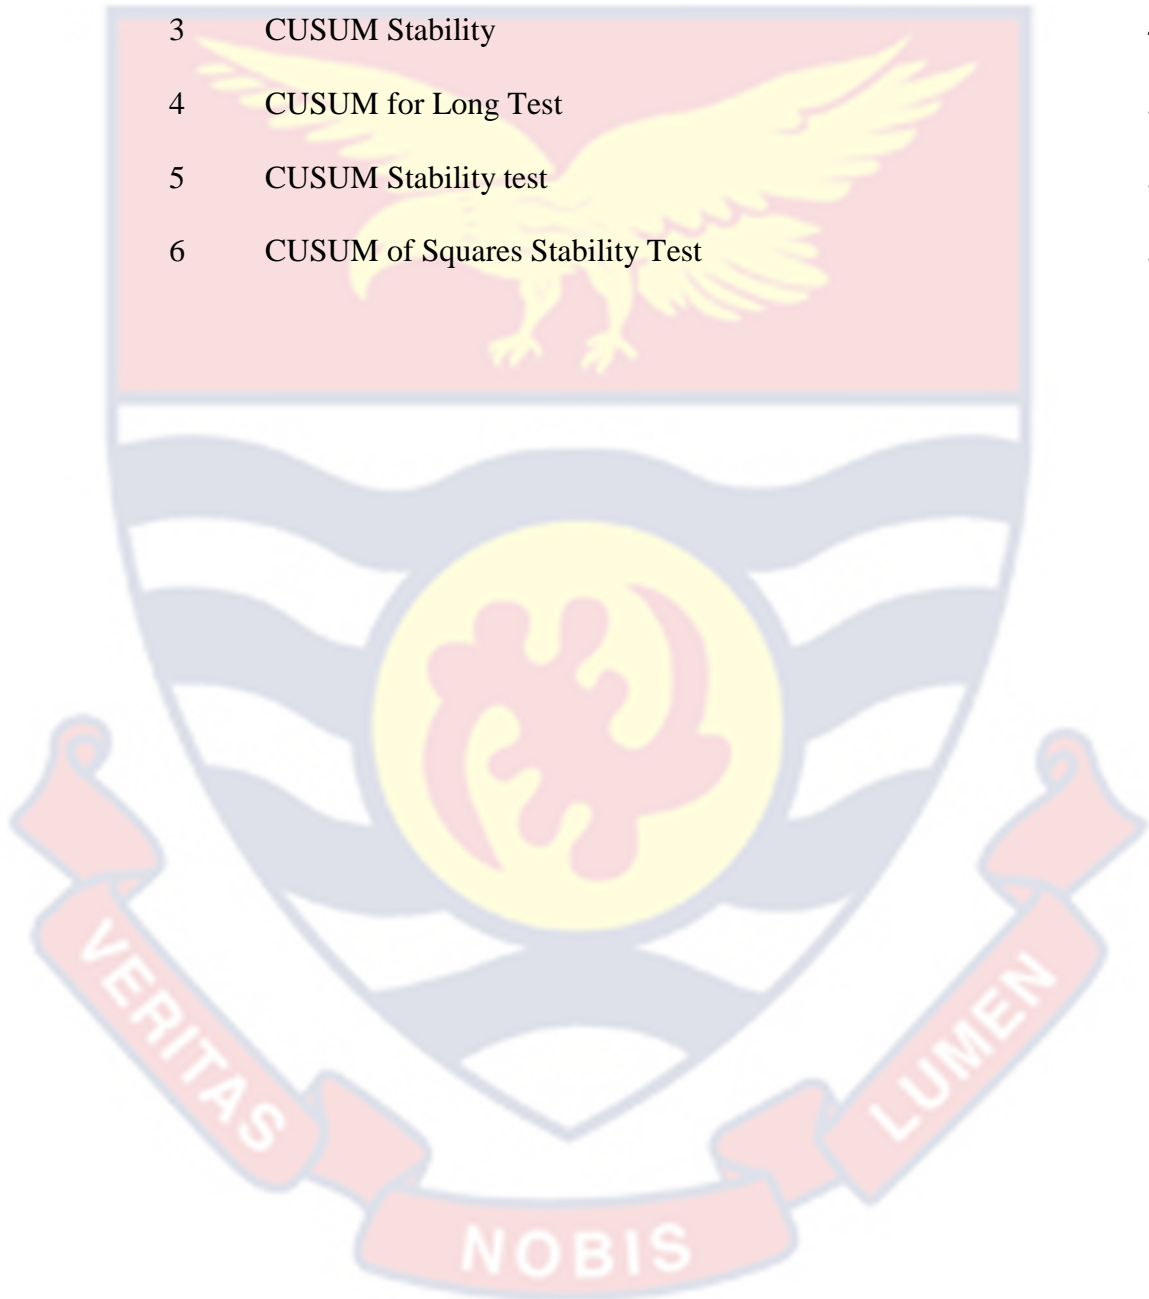 3 CUSUM Stability
4 CUSUM for Long Test
5 CUSUM Stability test
6 CUSUM of Squares Stability Test
VERITAS
NOBIS
LUMEN